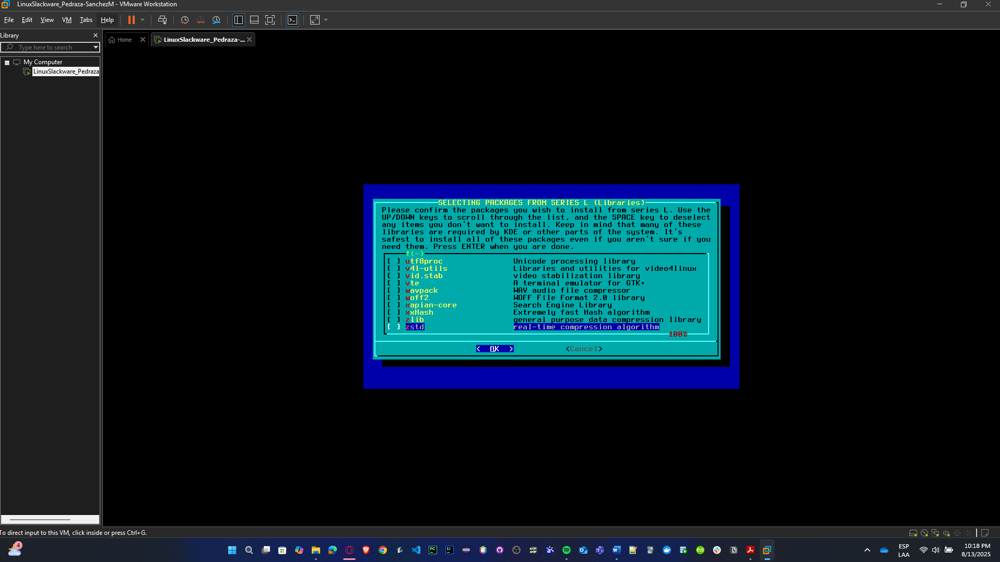 LinuxSlackware_Pedraza-SanchezM - VMware Workstation
File Edit View VM Tabs Help
Library
Type here to search
My Computer
LinuxSlackware_Pedraza
Home
LinuxSlackware_Pedraza-...
SELECTING PACKAGES FROM SERIES L (Libraries)
Please confirm the packages you wish to install from series L. Use the
UP/DOWN keys to scroll through the list, and the SPACE key to deselect
any items you don't want to install. Keep in mind that many of these
libraries are required by KDE or other parts of the system. It's
safest to install all of these packages even if you aren't sure if you
need them. Press ENTER when you are done.
↑(-)
[ ] utf8proc Unicode processing library
[ ] v4l-utils Libraries and utilities for video4linux
[ ] vid.stab video stabilization library
[ ] vte A terminal emulator for GTK+
[ ] wavpack WAV audio file compressor
[ ] woff2 WOFF File Format 2.0 library
[ ] xapian-core Search Engine Library
[ ] xxHash Extremely fast Hash algorithm
[ ] zlib general purpose data compression library
[ ] zstd real-time compression algorithm
100%
< OK > <Cancel>
To direct input to this VM, click inside or press Ctrl+G.
4
ESP
LAA
10:18 PM
8/13/2025